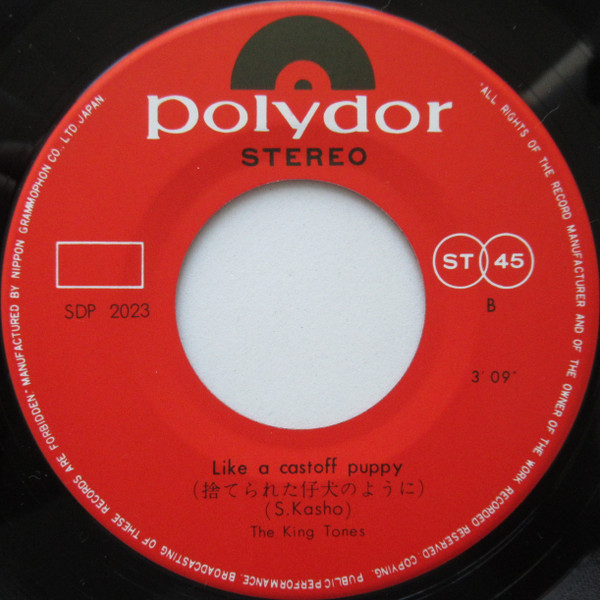 polydor
STEREO
SDP 2023
ST 45
B
3' 09"
Like a castoff puppy
(捨てられた仔犬のように)
(S.Kasho)
The King Tones
"ALL RIGHTS OF THE RECORD MANUFACTURER AND OF THE OWNER OF THE WORK RECORDED RESERVED. COPYING, PUBLIC PERFORMANCE, BROADCASTING OF THESE RECORDS ARE FORBIDDEN" MANUFACTURED BY NIPPON GRAMMOPHON CO., LTD. JAPAN